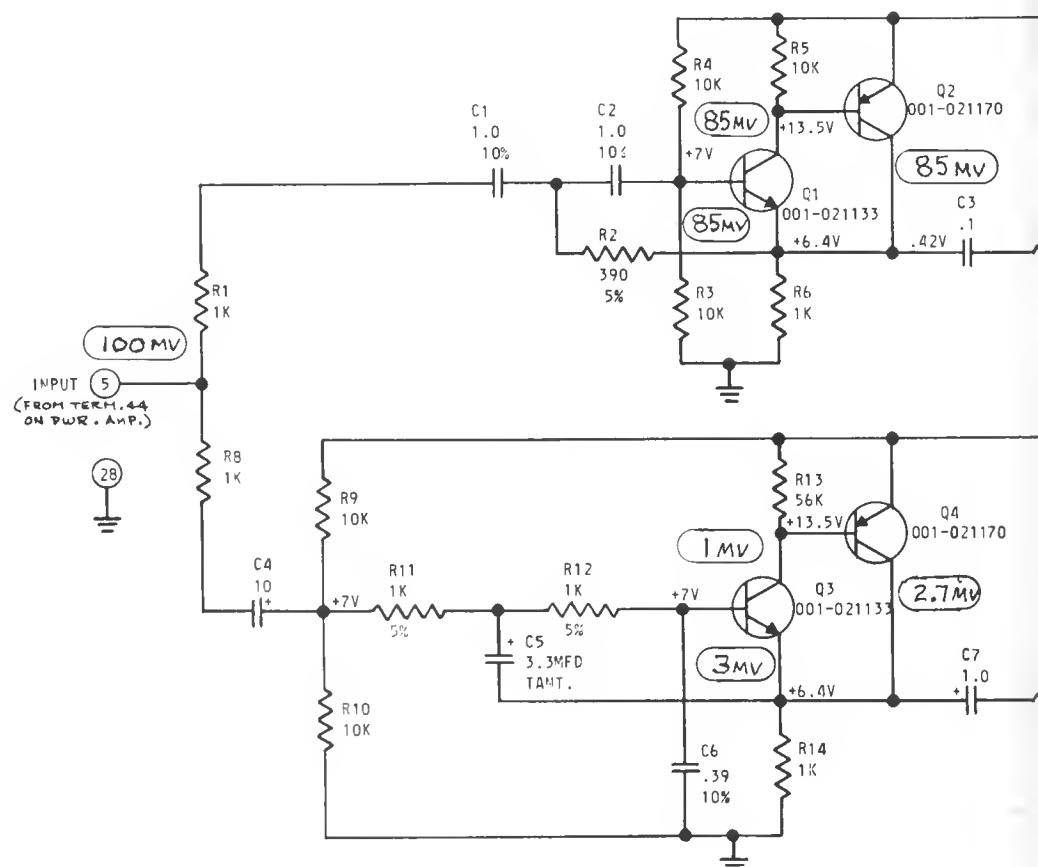 R4
10K
R5
10K
Q2
001-021170
C1
1.0
10%
C2
1.0
10%
85MV
+13.5V
+7V
85MV
Q1
001-021133
85MV
C3
.1
R2
390
5%
+6.4V
.42V
R1
1K
R3
10K
R6
1K
100MV
INPUT 5
(FROM TERM.44
ON PWR. AMP.)
R8
1K
28
R9
10K
R13
56K
Q4
001-021170
+13.5V
1MV
C4
10
+
+7V
R11
1K
5%
R12
1K
5%
+7V
Q3
001-021133
2.7MV
+ C5
3.3MFD
TANT.
3MV
+6.4V
C7
+ 1.0
R10
10K
C6
.39
10%
R14
1K